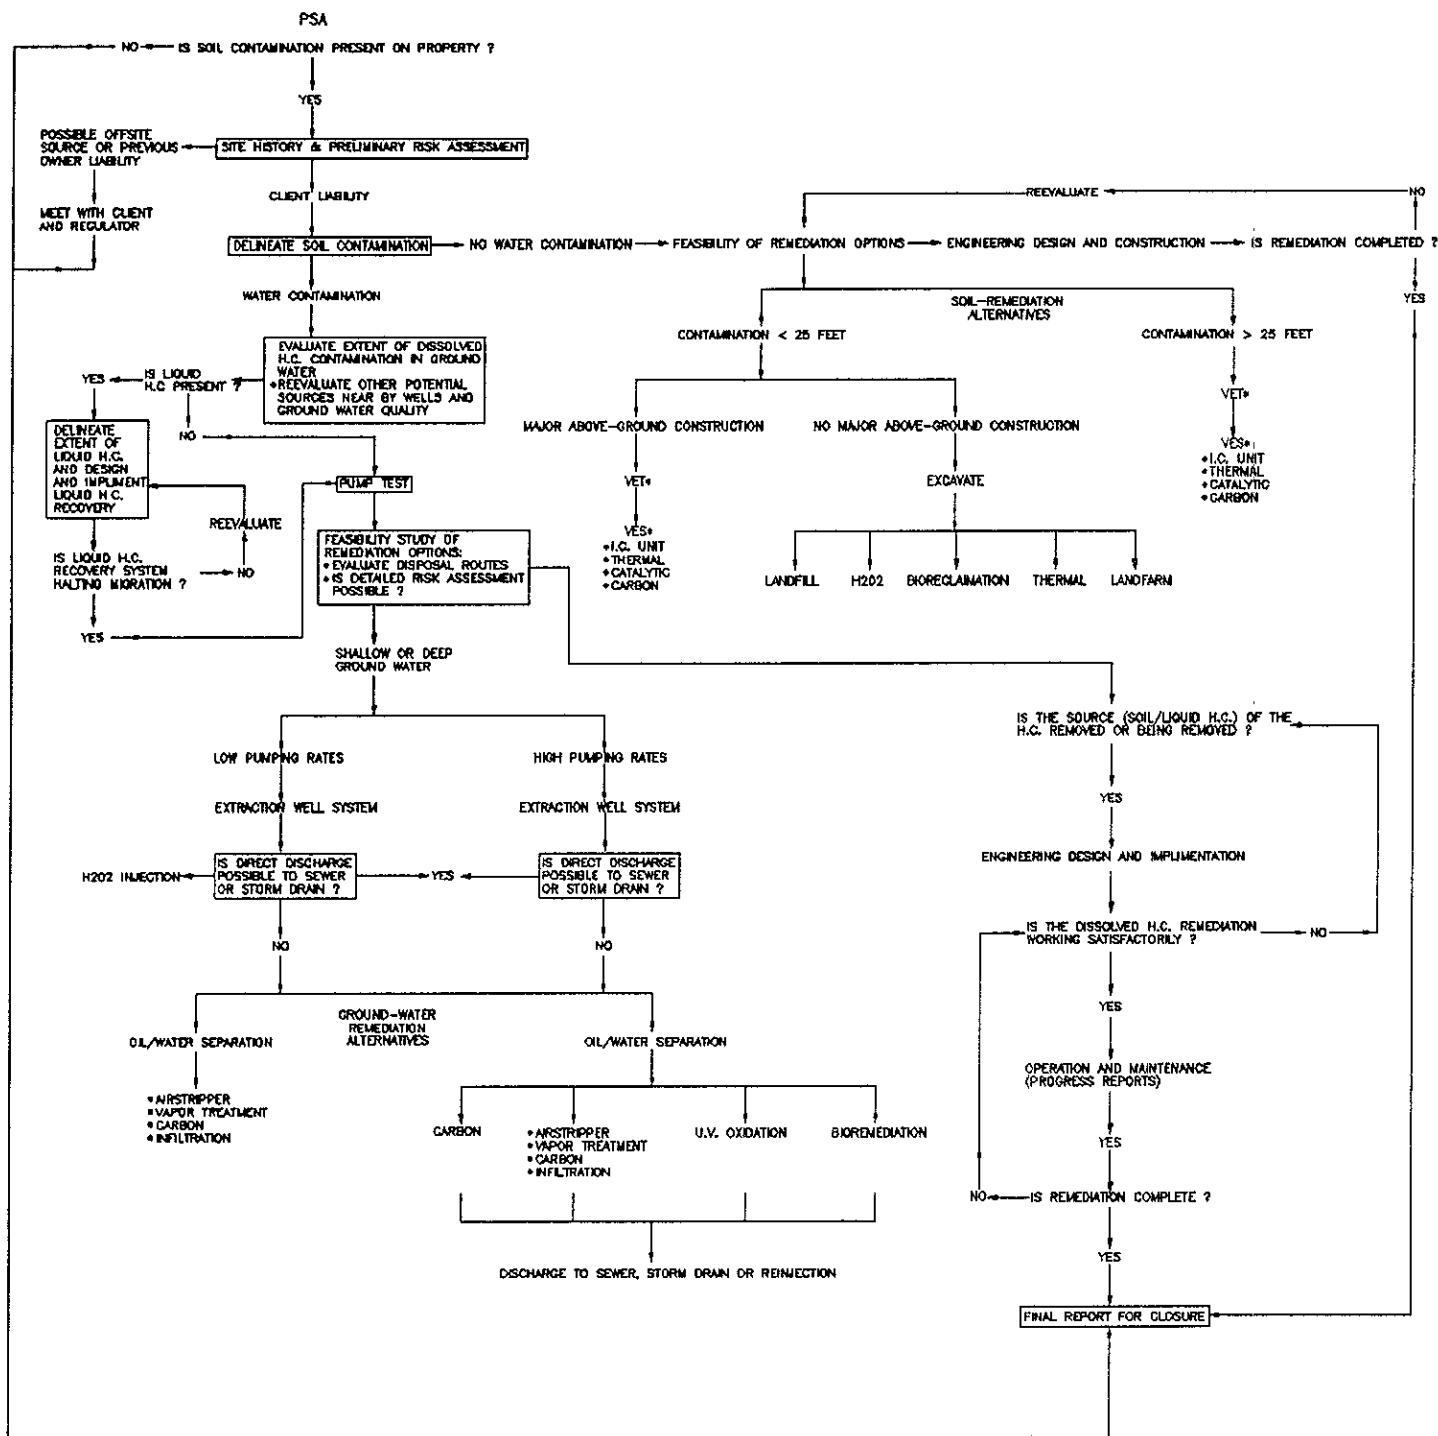 PSA
NO
IS SOIL CONTAMINATION PRESENT ON PROPERTY ?
YES
POSSIBLE OFFSITE
SOURCE OR PREVIOUS
OWNER LIABILITY
SITE HISTORY & PRELIMINARY RISK ASSESSMENT
CLIENT LIABILITY
MEET WITH CLIENT
AND REGULATOR
DELINEATE SOIL CONTAMINATION
NO WATER CONTAMINATION
FEASIBILITY OF REMEDIATION OPTIONS
ENGINEERING DESIGN AND CONSTRUCTION
IS REMEDIATION COMPLETED ?
REEVALUATE
NO
YES
WATER CONTAMINATION
SOIL-REMEDIATION
ALTERNATIVES
CONTAMINATION < 25 FEET
CONTAMINATION > 25 FEET
EVALUATE EXTENT OF DISSOLVED
H.C. CONTAMINATION IN GROUND
WATER
*REEVALUATE OTHER POTENTIAL
SOURCES NEAR BY WELLS AND
GROUND WATER QUALITY
IS LIQUID
H.C PRESENT ?
YES
NO
DELINEATE
EXTENT OF
LIQUID H.C.
AND DESIGN
AND IMPLIMENT
LIQUID H.C.
RECOVERY
REEVALUATE
IS LIQUID H.C.
RECOVERY SYSTEM
HALTING MIGRATION ?
NO
YES
PUMP TEST
FEASIBILITY STUDY OF
REMEDIATION OPTIONS:
*EVALUATE DISPOSAL ROUTES
*IS DETAILED RISK ASSESSMENT
POSSIBLE ?
MAJOR ABOVE-GROUND CONSTRUCTION
NO MAJOR ABOVE-GROUND CONSTRUCTION
VET*
VES*
*I.C. UNIT
*THERMAL
*CATALYTIC
*CARBON
EXCAVATE
LANDFILL
H2O2
BIORECLAIMATION
THERMAL
LANDFARM
VET*
VES*
*I.C. UNIT
*THERMAL
*CATALYTIC
*CARBON
SHALLOW OR DEEP
GROUND WATER
LOW PUMPING RATES
HIGH PUMPING RATES
EXTRACTION WELL SYSTEM
EXTRACTION WELL SYSTEM
H2O2 INJECTION
IS DIRECT DISCHARGE
POSSIBLE TO SEWER
OR STORM DRAIN ?
YES
IS DIRECT DISCHARGE
POSSIBLE TO SEWER
OR STORM DRAIN ?
NO
NO
GROUND-WATER
REMEDIATION
ALTERNATIVES
OIL/WATER SEPARATION
OIL/WATER SEPARATION
*AIRSTRIPPER
*VAPOR TREATMENT
*CARBON
*INFILTRATION
CARBON
*AIRSTRIPPER
*VAPOR TREATMENT
*CARBON
*INFILTRATION
U.V. OXIDATION
BIOREMEDIATION
DISCHARGE TO SEWER, STORM DRAIN OR REINJECTION
IS THE SOURCE (SOIL/LIQUID H.C.) OF THE
H.C. REMOVED OR BEING REMOVED ?
YES
ENGINEERING DESIGN AND IMPLIMENTATION
IS THE DISSOLVED H.C. REMEDIATION
WORKING SATISFACTORILY ?
NO
YES
OPERATION AND MAINTENANCE
(PROGRESS REPORTS)
YES
NO
IS REMEDIATION COMPLETE ?
YES
FINAL REPORT FOR CLOSURE